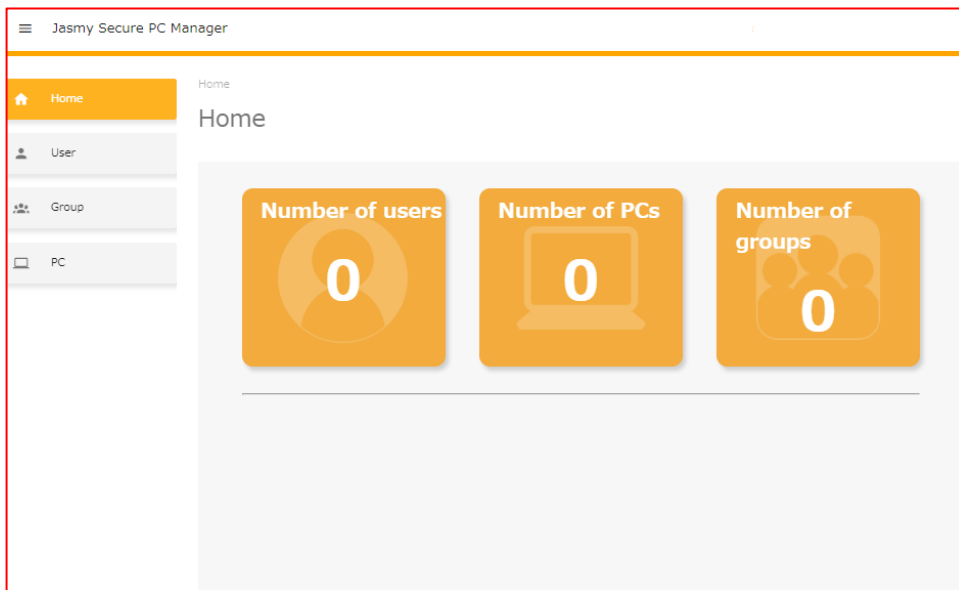 Jasmy Secure PC Manager
Home
Home
Home
User
Group
PC
Number of users
0
Number of PCs
0
Number of
groups
0